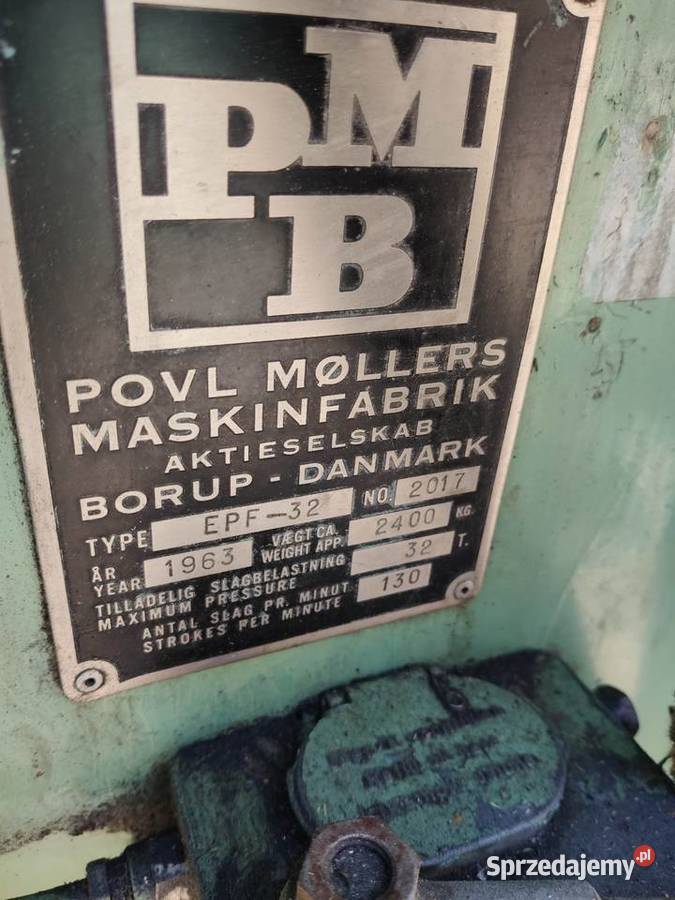 PMB
POVL MØLLERS
MASKINFABRIK
AKTIESELSKAB
BORUP - DANMARK
TYPE EPF-32 NO. 2017
ÅR
YEAR 1963 VÆGT CA.
WEIGHT APP. 2400 KG.
TILLADELIG SLAGBELASTNING
MAXIMUM PRESSURE 32 T.
ANTAL SLAG PR. MINUT
STROKES PER MINUTE 130
Sprzedajemy.pl